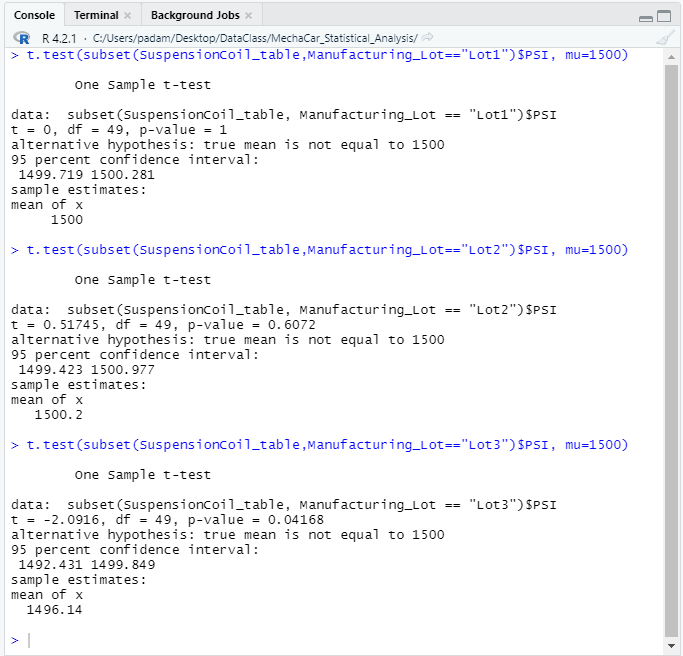 Console Terminal × Background Jobs ×
R R 4.2.1 · C:/Users/padam/Desktop/DataClass/MechaCar_Statistical_Analysis/
> t.test(subset(SuspensionCoil_table,Manufacturing_Lot=="Lot1")$PSI, mu=1500)
One Sample t-test
data:  subset(SuspensionCoil_table, Manufacturing_Lot == "Lot1")$PSI
t = 0, df = 49, p-value = 1
alternative hypothesis: true mean is not equal to 1500
95 percent confidence interval:
1499.719 1500.281
sample estimates:
mean of x
1500
> t.test(subset(SuspensionCoil_table,Manufacturing_Lot=="Lot2")$PSI, mu=1500)
One Sample t-test
data:  subset(SuspensionCoil_table, Manufacturing_Lot == "Lot2")$PSI
t = 0.51745, df = 49, p-value = 0.6072
alternative hypothesis: true mean is not equal to 1500
95 percent confidence interval:
1499.423 1500.977
sample estimates:
mean of x
1500.2
> t.test(subset(SuspensionCoil_table,Manufacturing_Lot=="Lot3")$PSI, mu=1500)
One Sample t-test
data:  subset(SuspensionCoil_table, Manufacturing_Lot == "Lot3")$PSI
t = -2.0916, df = 49, p-value = 0.04168
alternative hypothesis: true mean is not equal to 1500
95 percent confidence interval:
1492.431 1499.849
sample estimates:
mean of x
1496.14
>